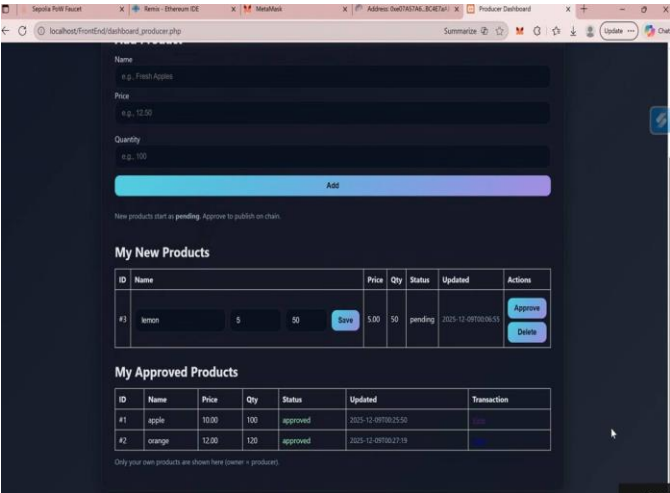 Sepolia PoW Faucet
Remix - Ethereum IDE
MetaMask
Producer Dashboard
localhost/FrontEnd/dashboard_producer.php
Summarize
Update
Chat
Name
e.g., Fresh Apples
Price
e.g., 12.50
Quantity
e.g., 100
Add
New products start as pending. Approve to publish on chain.
My New Products
ID Name Price Qty Status Updated Actions
#3 lemon 5 50 Save 5.00 50 pending 2025-12-09T00:06:55 Approve
Delete
My Approved Products
ID Name Price Qty Status Updated Transaction
#1 apple 10.00 100 approved 2025-12-09T00:25:50
#2 orange 12.00 120 approved 2025-12-09T00:27:19
Only your own products are shown here (owner = producer).